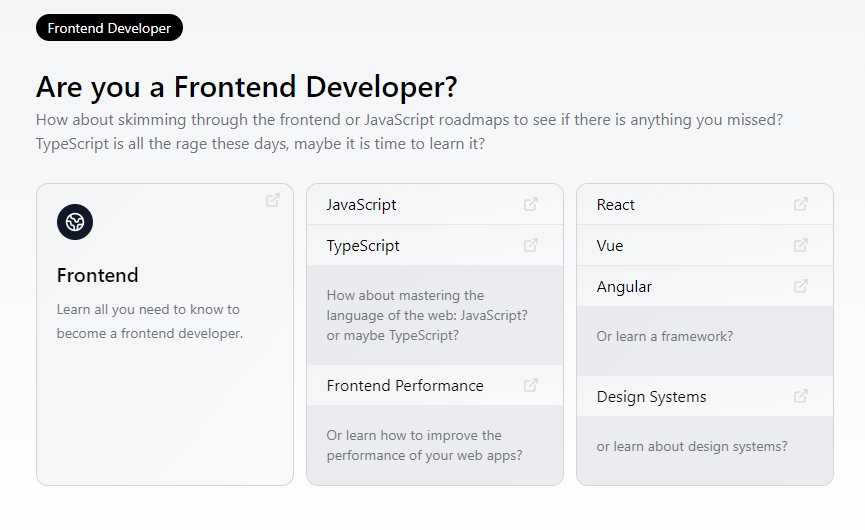 Frontend Developer
Are you a Frontend Developer?
How about skimming through the frontend or JavaScript roadmaps to see if there is anything you missed?
TypeScript is all the rage these days, maybe it is time to learn it?
Frontend
Learn all you need to know to
become a frontend developer.
JavaScript
TypeScript
How about mastering the
language of the web: JavaScript?
or maybe TypeScript?
Frontend Performance
Or learn how to improve the
performance of your web apps?
React
Vue
Angular
Or learn a framework?
Design Systems
or learn about design systems?